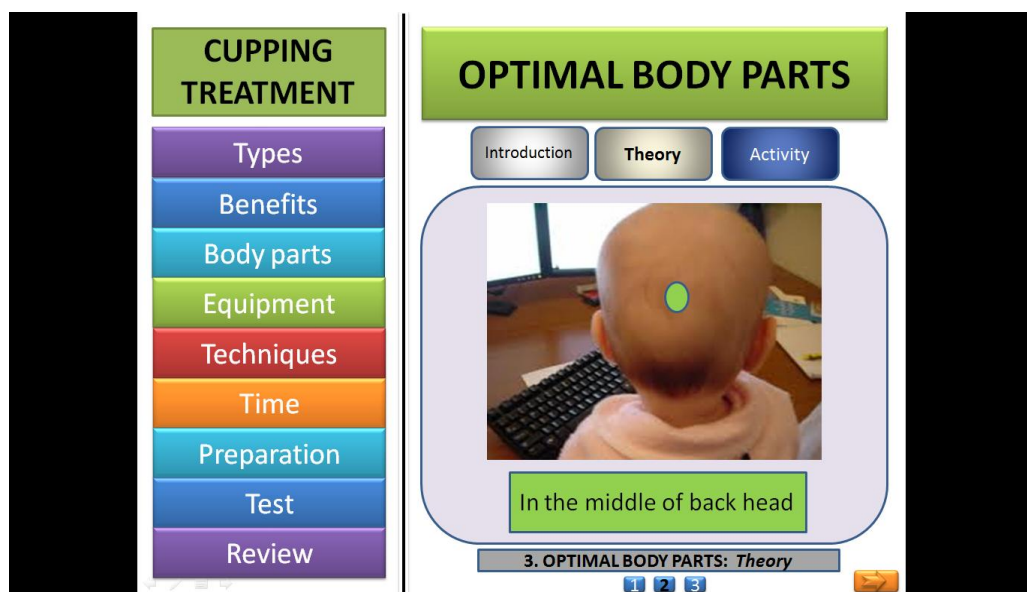 CUPPING
TREATMENT
Types
Benefits
Body parts
Equipment
Techniques
Time
Preparation
Test
Review
OPTIMAL BODY PARTS
Introduction
Theory
Activity
In the middle of back head
3. OPTIMAL BODY PARTS: Theory
1 2 3